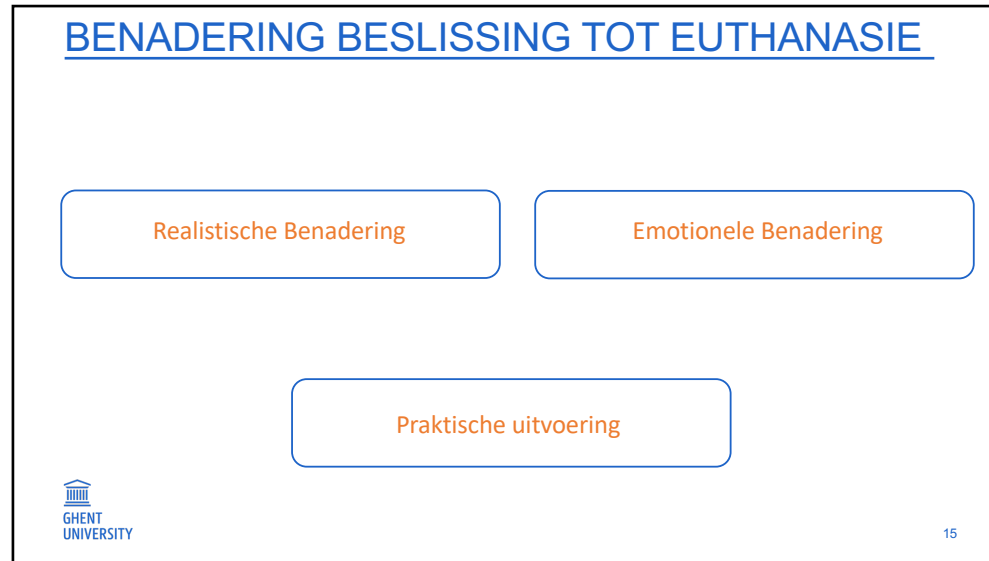 BENADERING BESLISSING TOT EUTHANASIE
Realistische Benadering
Emotionele Benadering
Praktische uitvoering
GHENT
UNIVERSITY
15